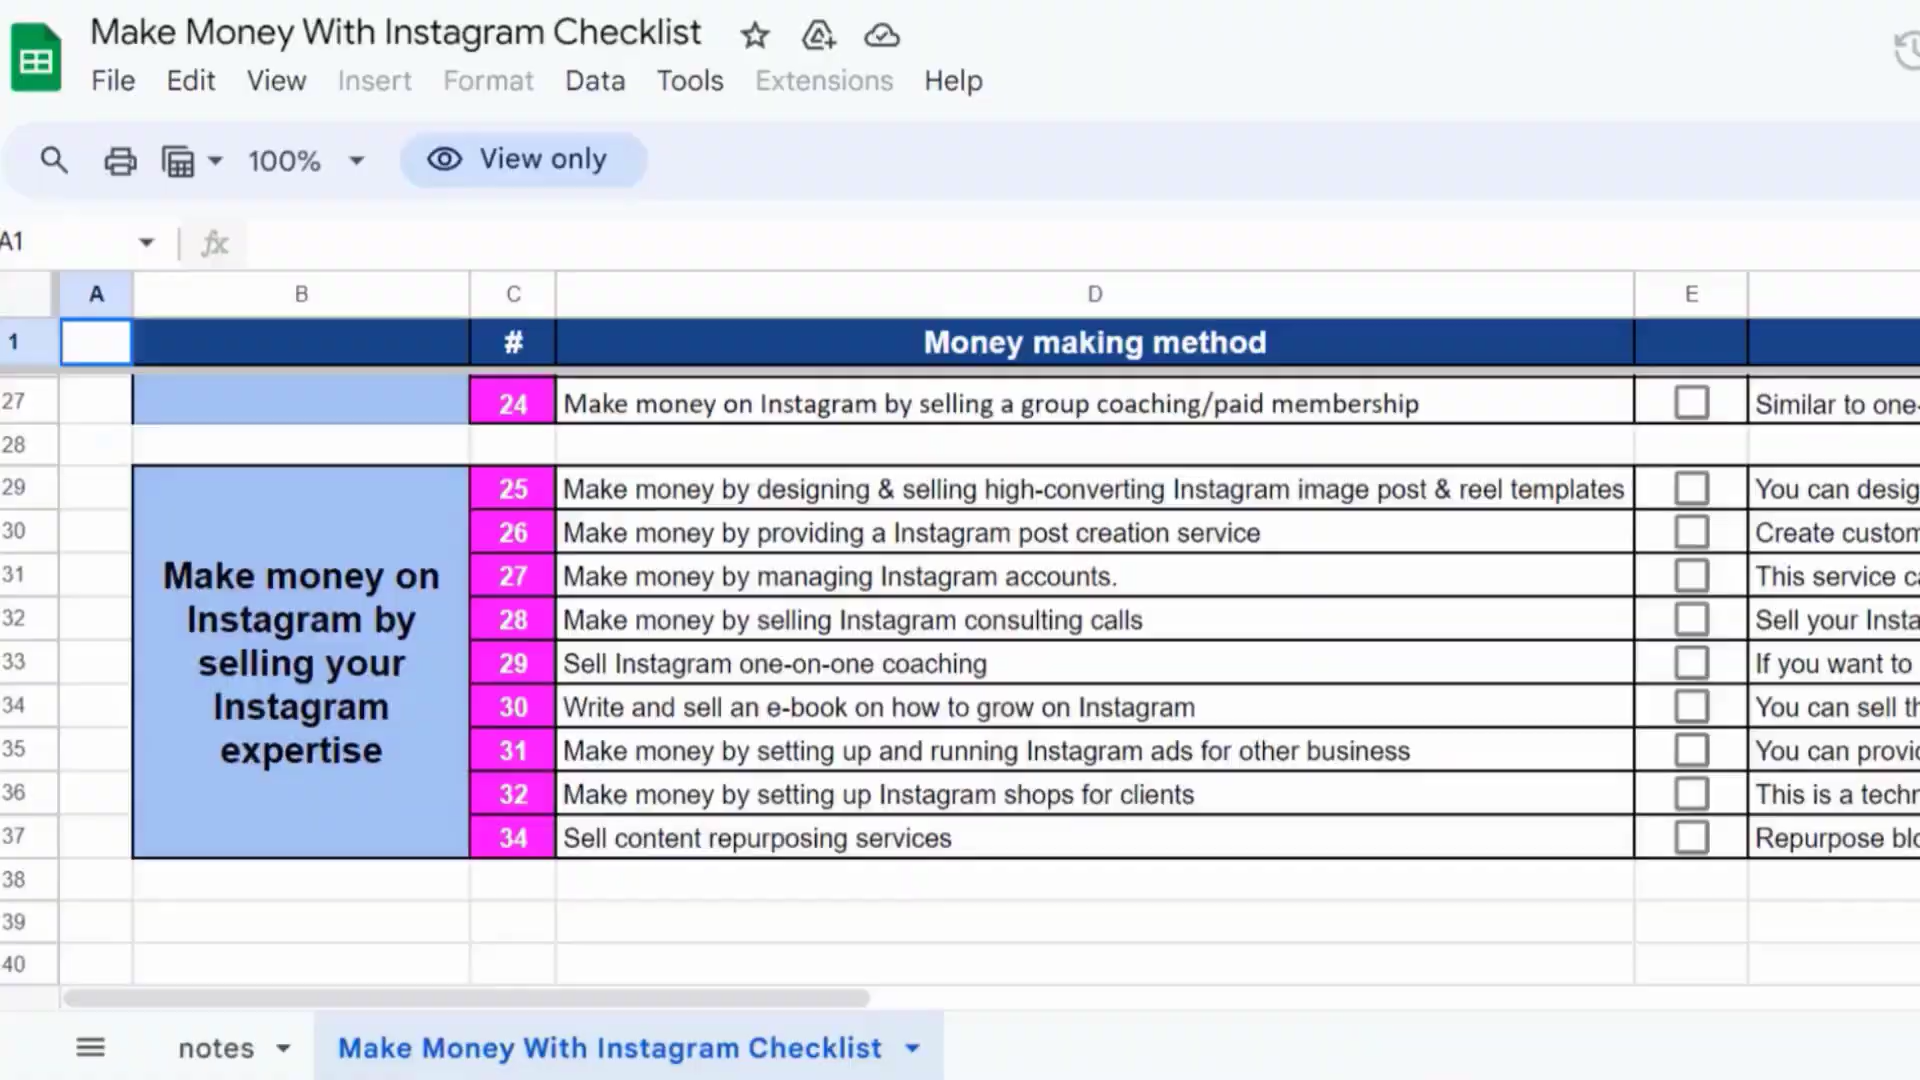 Make Money With Instagram Checklist
File Edit View Insert Format Data Tools Extensions Help
100% View only
A1 fx
A B C D E
1 # Money making method
27 24 Make money on Instagram by selling a group coaching/paid membership Similar to one-
28
Make money on
Instagram by
selling your
Instagram
expertise
29 25 Make money by designing & selling high-converting Instagram image post & reel templates You can desig
30 26 Make money by providing a Instagram post creation service Create custom
31 27 Make money by managing Instagram accounts. This service ca
32 28 Make money by selling Instagram consulting calls Sell your Insta
33 29 Sell Instagram one-on-one coaching If you want to
34 30 Write and sell an e-book on how to grow on Instagram You can sell th
35 31 Make money by setting up and running Instagram ads for other business You can provid
36 32 Make money by setting up Instagram shops for clients This is a techn
37 34 Sell content repurposing services Repurpose blo
38
39
40
notes Make Money With Instagram Checklist